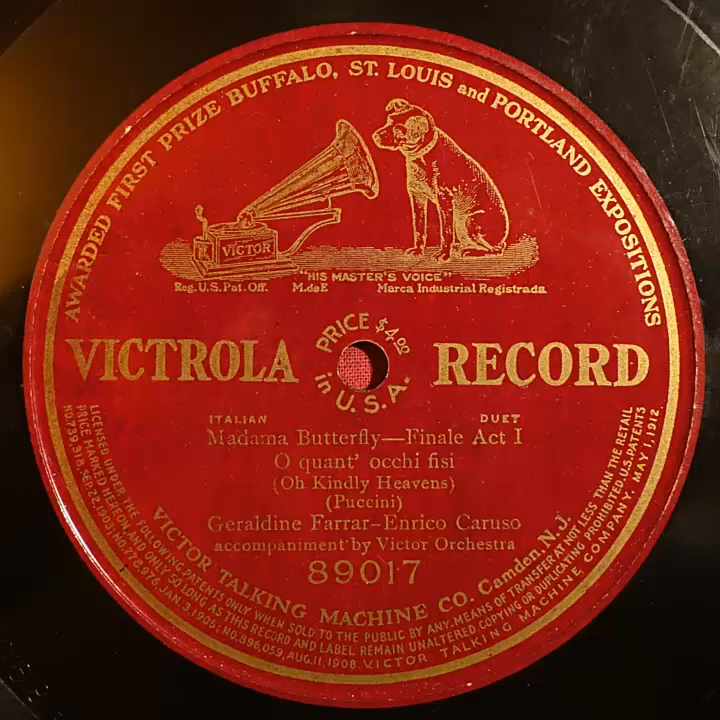 AWARDED FIRST PRIZE BUFFALO, ST. LOUIS and PORTLAND EXPOSITIONS
VICTOR
"HIS MASTER'S VOICE"
Reg. U.S. Pat. Off. M.deE Marca Industrial Registrada
PRICE $4.00
in U.S.A.
VICTROLA RECORD
ITALIAN DUET
Madama Butterfly—Finale Act I
O quant' occhi fisi
(Oh Kindly Heavens)
(Puccini)
Geraldine Farrar-Enrico Caruso
accompaniment by Victor Orchestra
89017
VICTOR TALKING MACHINE CO. Camden, N.J.
LICENSED UNDER THE FOLLOWING PATENTS ONLY WHEN SOLD TO THE PUBLIC BY ANY MEANS OF TRANSFER AT NOT LESS THAN THE RETAIL
PRICE MARKED HEREON AND ONLY SO LONG AS THIS RECORD AND LABEL REMAIN UNALTERED COPYING OR DUPLICATING PROHIBITED. U.S. PATENTS
NO. 739,318, SEP. 22, 1903, NO. 778,976, JAN. 3, 1905, NO. 896,059, AUG. 11, 1908. VICTOR TALKING MACHINE COMPANY. MAY 1, 1912